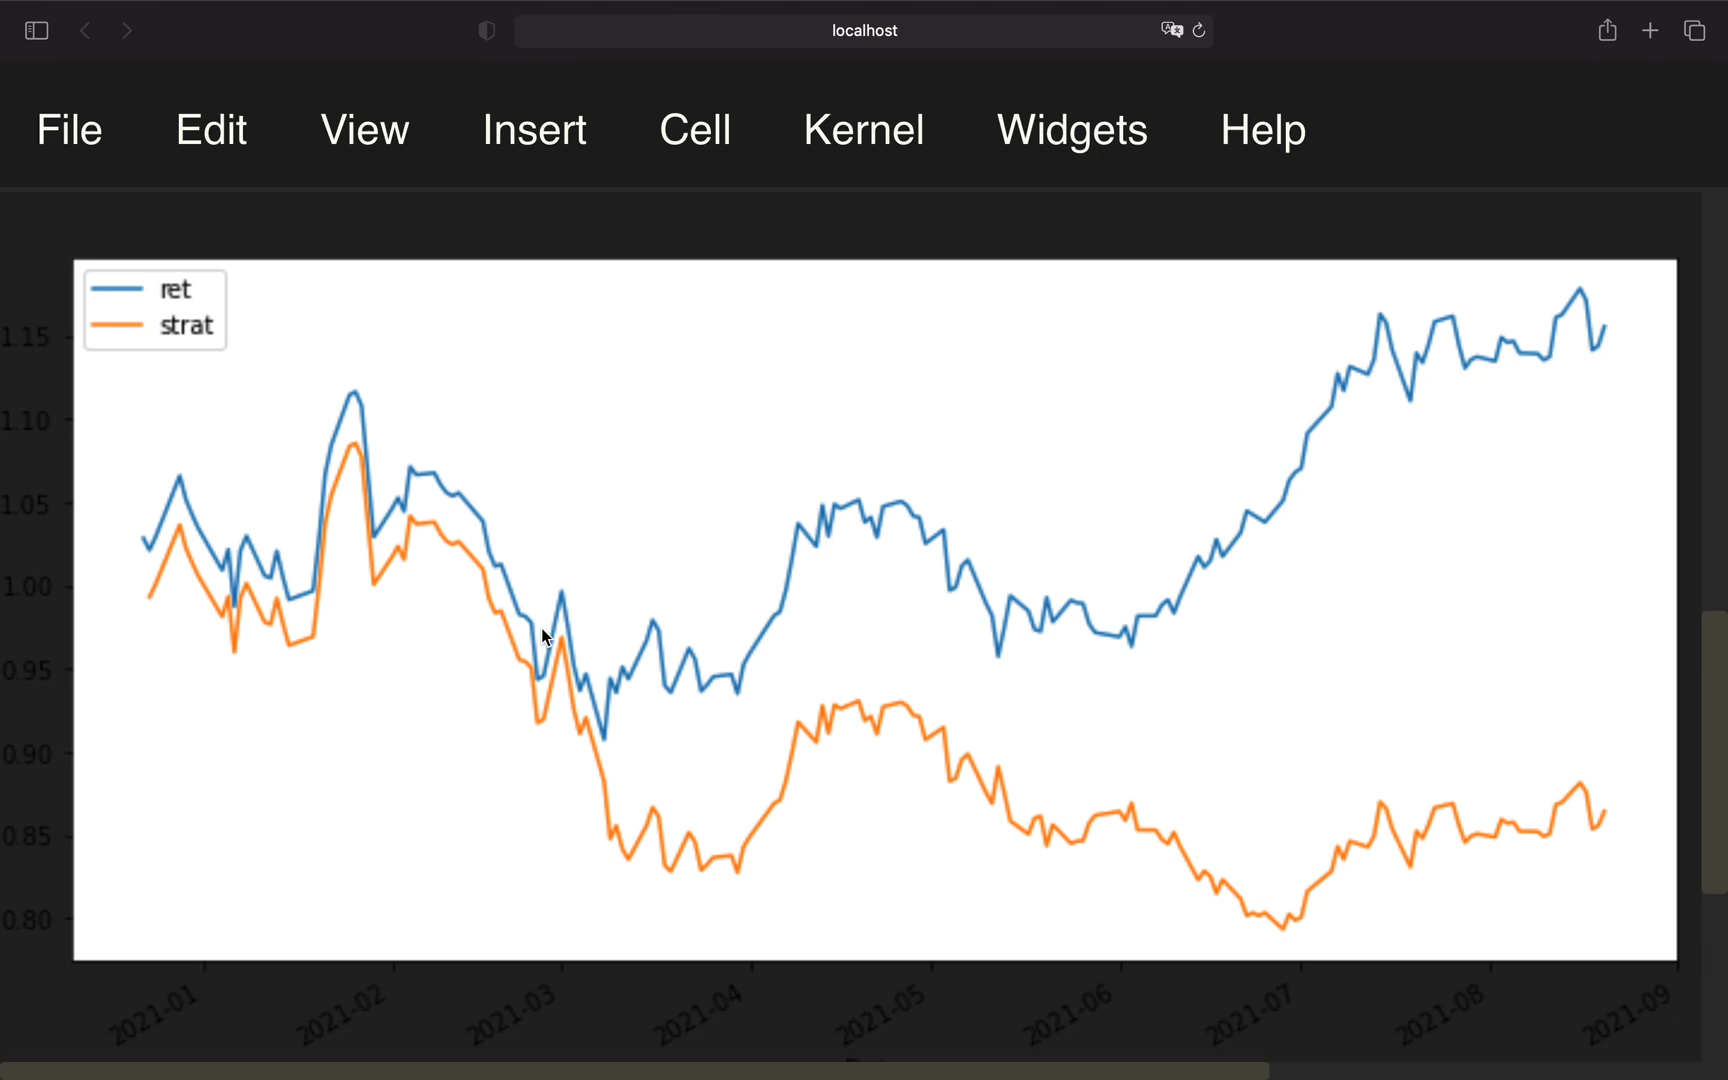 localhost
File Edit View Insert Cell Kernel Widgets Help
ret
strat
1.15
1.10
1.05
1.00
0.95
0.90
0.85
0.80
2021-01 2021-02 2021-03 2021-04 2021-05 2021-06 2021-07 2021-08 2021-09